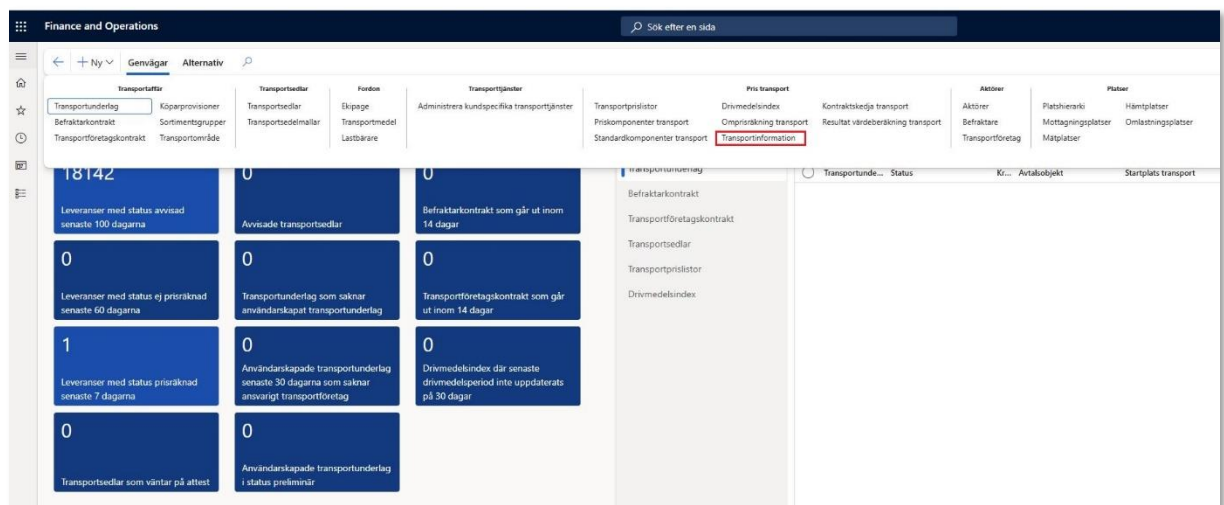 Finance and Operations
Sök efter en sida
Ny
Genvägar
Alternativ
Transportaffär
Transportunderlag
Köparprovisioner
Befraktarkontrakt
Sortimentsgrupper
Transportföretagskontrakt
Transportområde
Transportsedlar
Transportsedlar
Transportsedelmallar
Fordon
Ekipage
Transportmedel
Lastbärare
Transporttjänster
Administrera kundspecifika transporttjänster
Pris transport
Transportprislistor
Drivmedelsindex
Kontraktskedja transport
Priskomponenter transport
Omprisräkning transport
Resultat värdeberäkning transport
Standardkomponenter transport
Transportinformation
Aktörer
Aktörer
Befraktare
Transportföretag
Platser
Platshierarki
Hämtplatser
Mottagningsplatser
Omlastningsplatser
Mätplatser
18142
Leveranser med status avvisad
senaste 100 dagarna
0
Avvisade transportsedlar
0
Befraktarkontrakt som går ut inom
14 dagar
0
Leveranser med status ej prisräknad
senaste 60 dagarna
0
Transportunderlag som saknar
användarskapat transportunderlag
0
Transportföretagskontrakt som går
ut inom 14 dagar
1
Leveranser med status prisräknad
senaste 7 dagarna
0
Användarskapade transportunderlag
senaste 30 dagarna som saknar
ansvarigt transportföretag
0
Drivmedelsindex där senaste
drivmedelsperiod inte uppdaterats
på 30 dagar
0
Transportsedlar som väntar på attest
0
Användarskapade transportunderlag
i status preliminär
Transportunderlag
Befraktarkontrakt
Transportföretagskontrakt
Transportsedlar
Transportprislistor
Drivmedelsindex
Transportunde... Status Kr... Avtalsobjekt Startplats transport